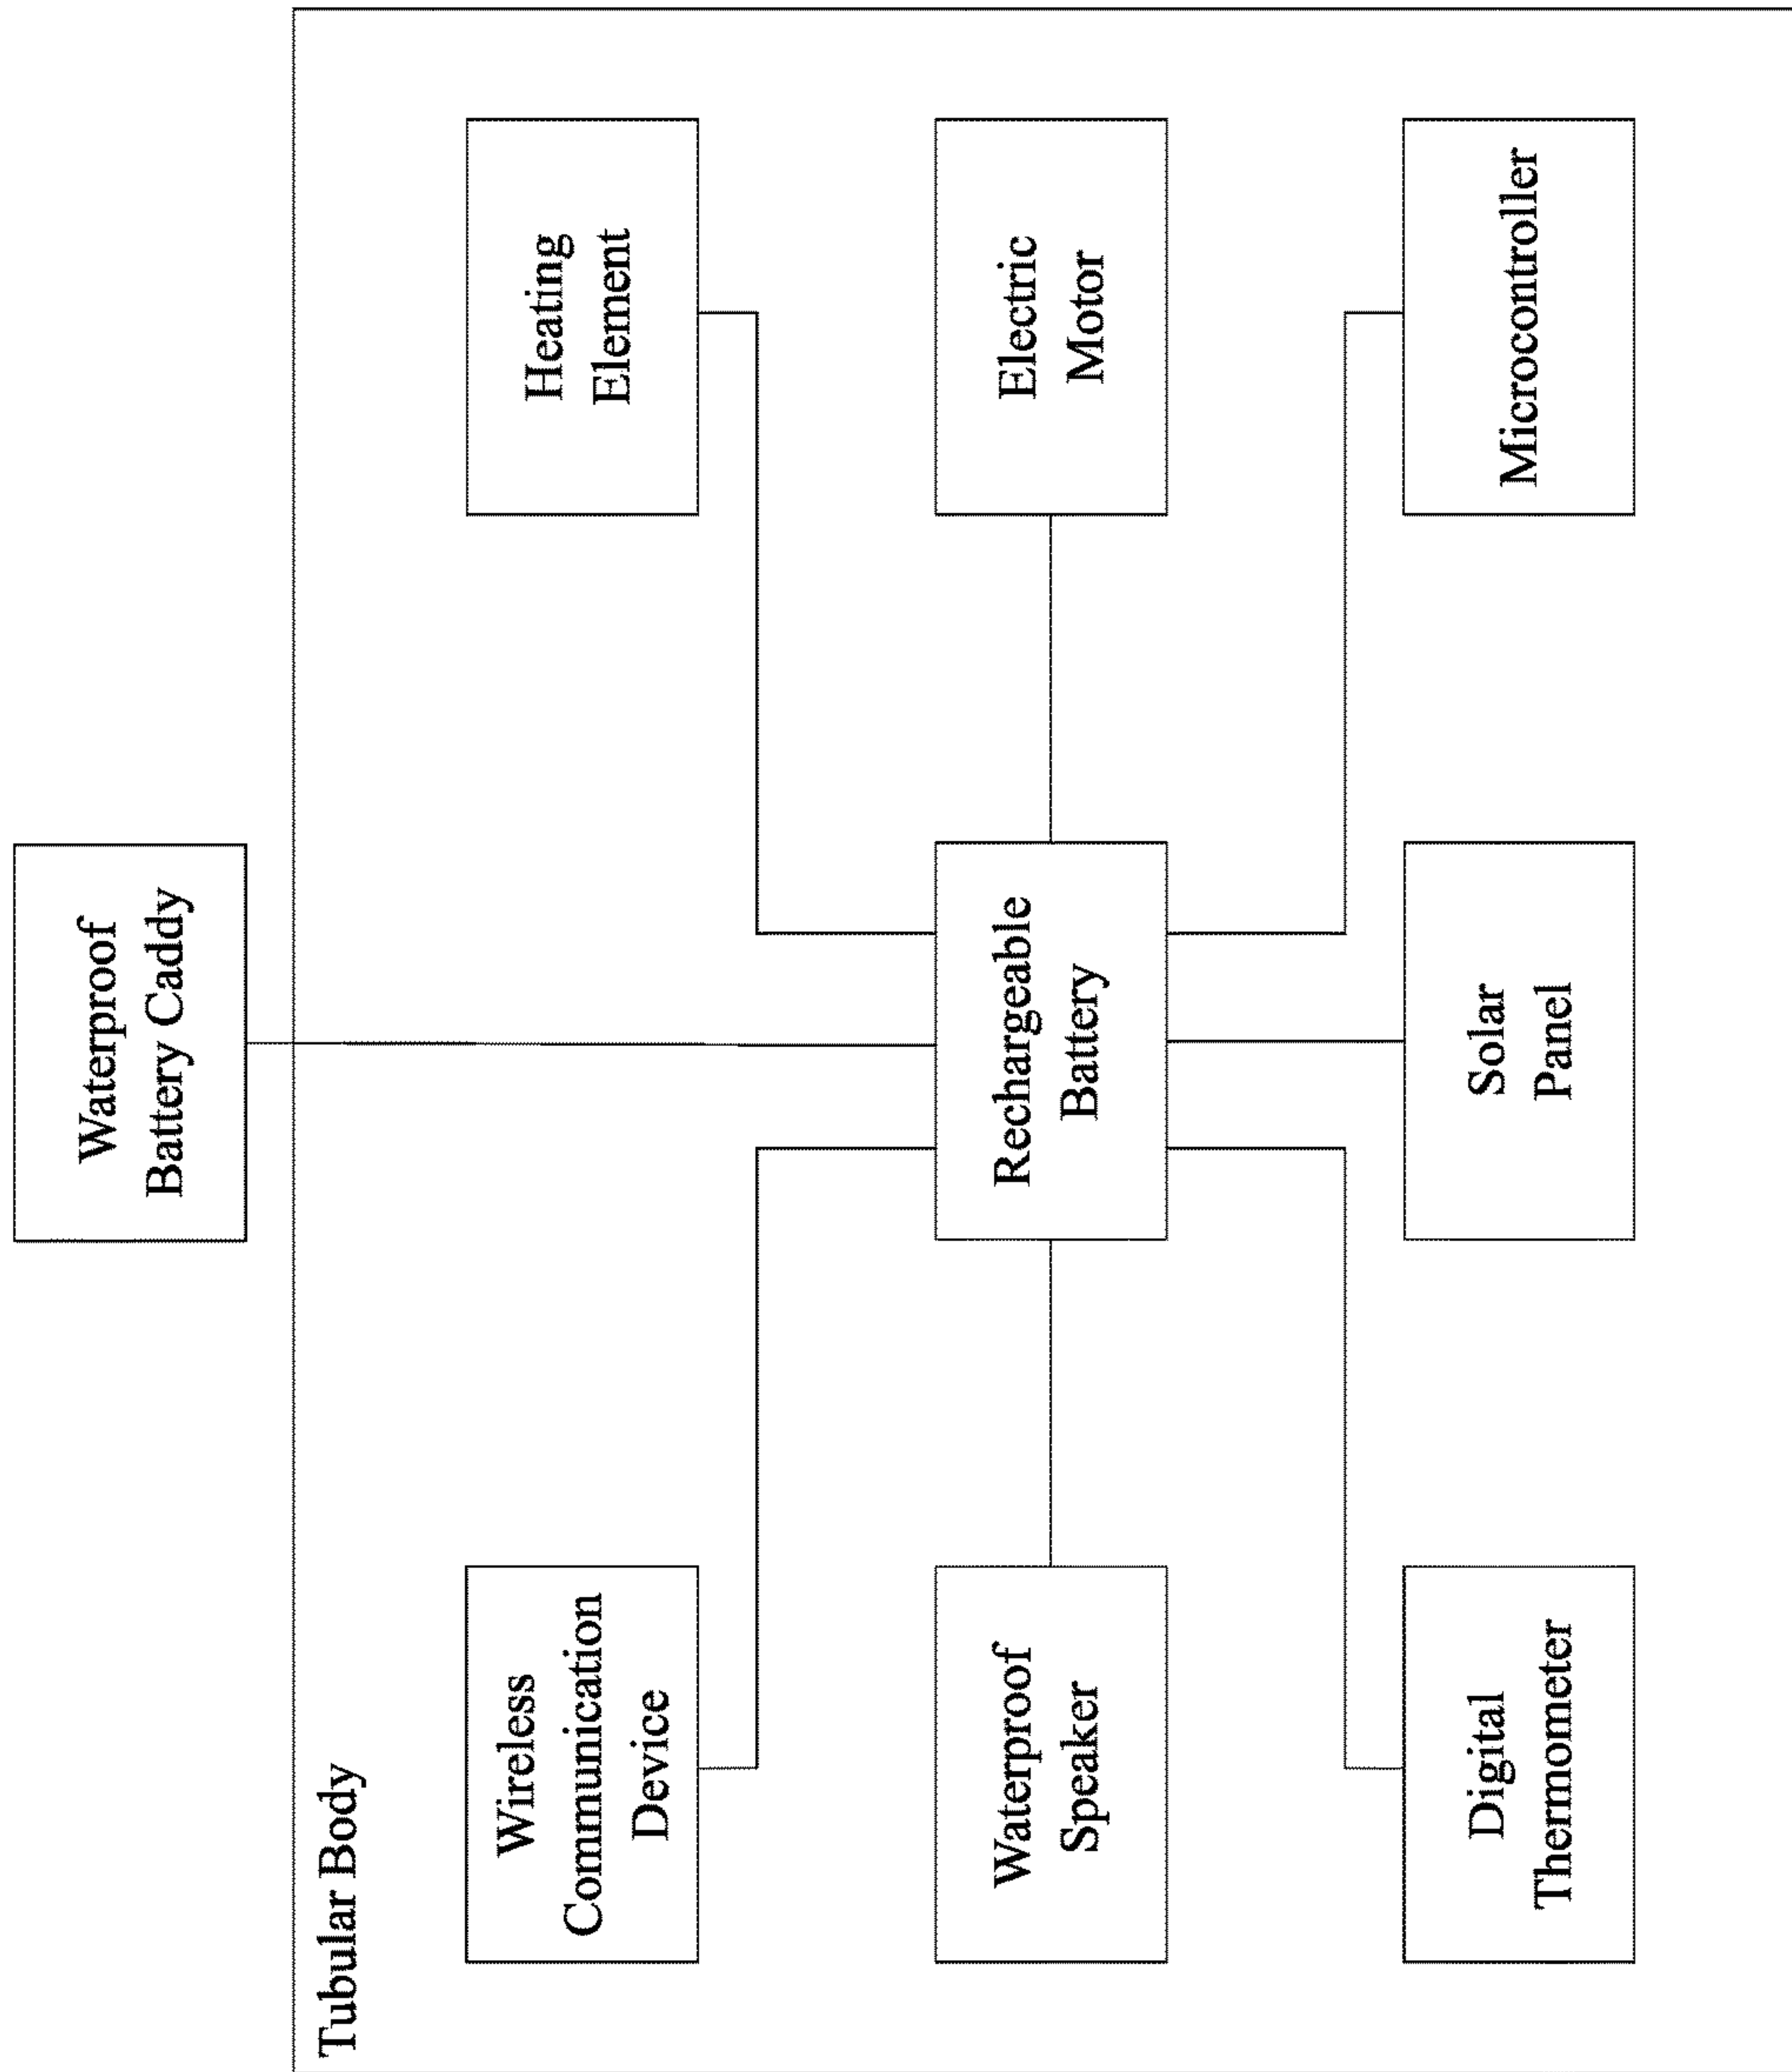 Waterproof
Battery Caddy
Tubular Body
Wireless
Communication
Device
Heating
Element
Waterproof
Speaker
Rechargeable
Battery
Electric
Motor
Digital
Thermometer
Solar
Panel
Microcontroller